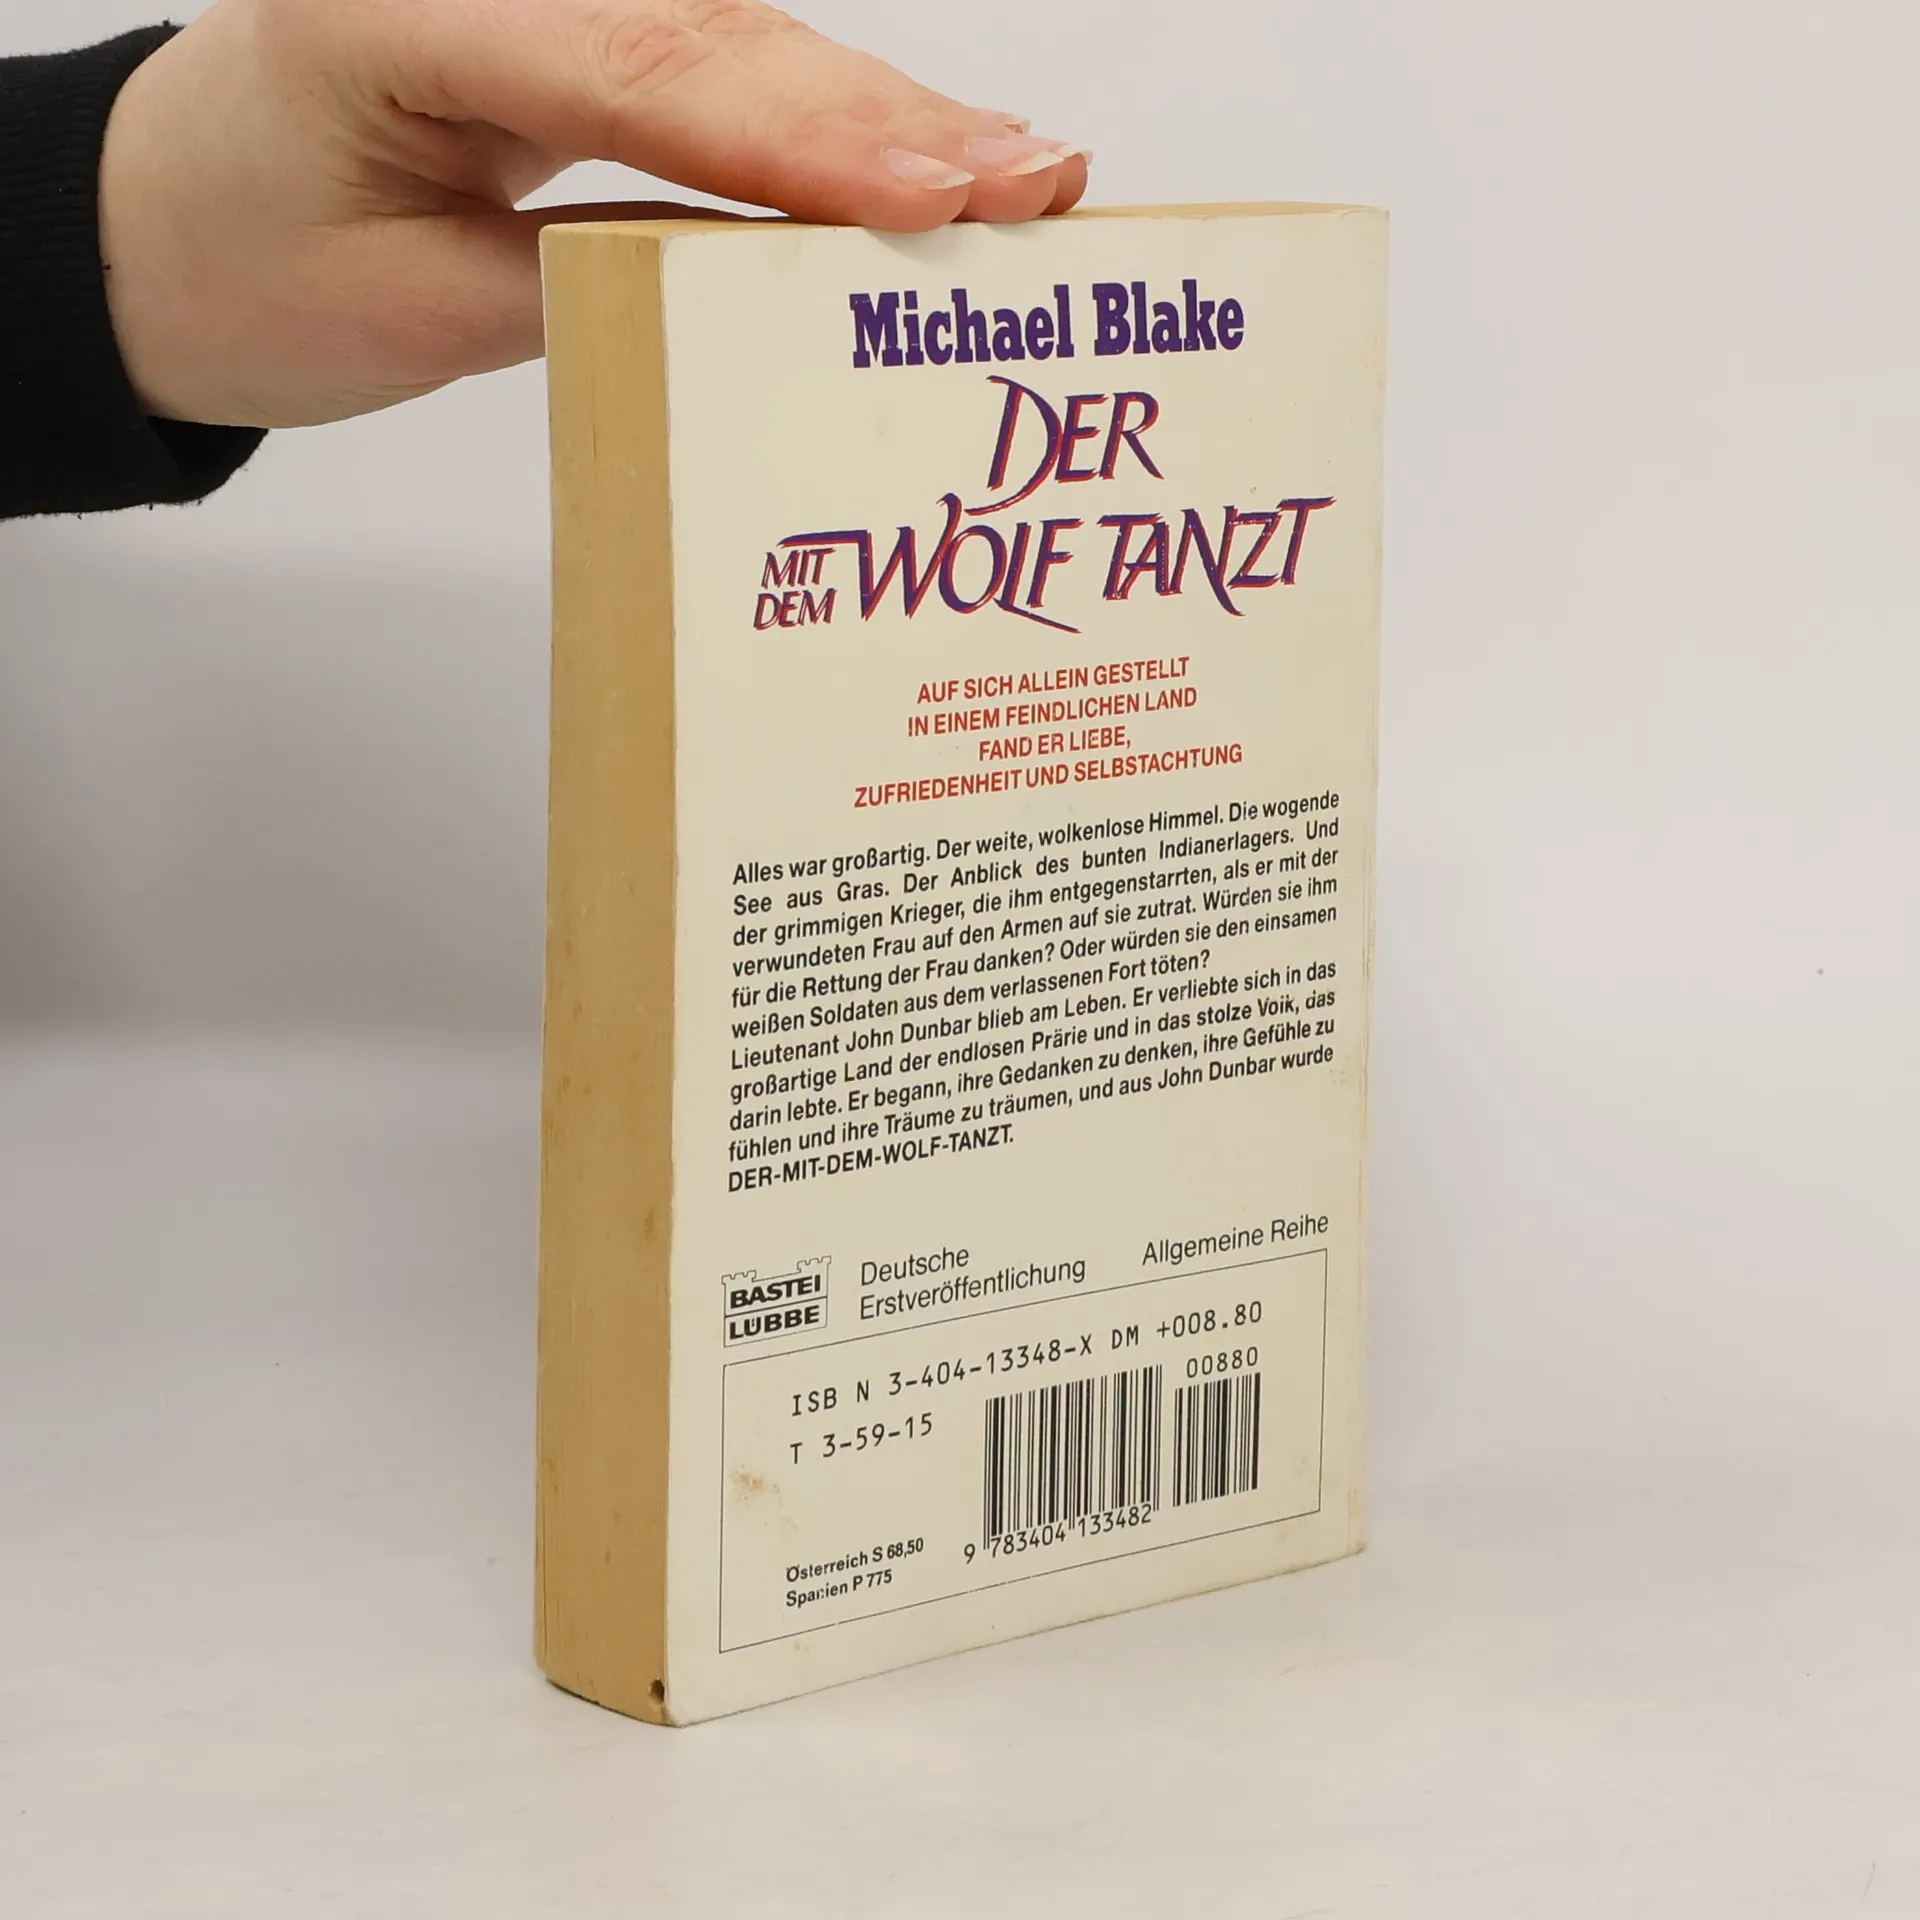 Michael Blake
DER
MIT DEM WOLF TANZT
AUF SICH ALLEIN GESTELLT
IN EINEM FEINDLICHEN LAND
FAND ER LIEBE,
ZUFRIEDENHEIT UND SELBSTACHTUNG
Alles war großartig. Der weite, wolkenlose Himmel. Die wogende
See aus Gras. Der Anblick des bunten Indianerlagers. Und
der grimmigen Krieger, die ihm entgegenstarrten, als er mit der
verwundeten Frau auf den Armen auf sie zutrat. Würden sie ihm
für die Rettung der Frau danken? Oder würden sie den einsamen
weißen Soldaten aus dem verlassenen Fort töten?
Lieutenant John Dunbar blieb am Leben. Er verliebte sich in das
großartige Land der endlosen Prärie und in das stolze Volk, das
darin lebte. Er begann, ihre Gedanken zu denken, ihre Gefühle zu
fühlen und ihre Träume zu träumen, und aus John Dunbar wurde
DER-MIT-DEM-WOLF-TANZT.
BASTEI
LÜBBE
Deutsche
Erstveröffentlichung
Allgemeine Reihe
ISB N 3-404-13348-X DM +008.80
00880
T 3-59-15
9 783404 133482
Österreich S 68,50
Spanien P 775